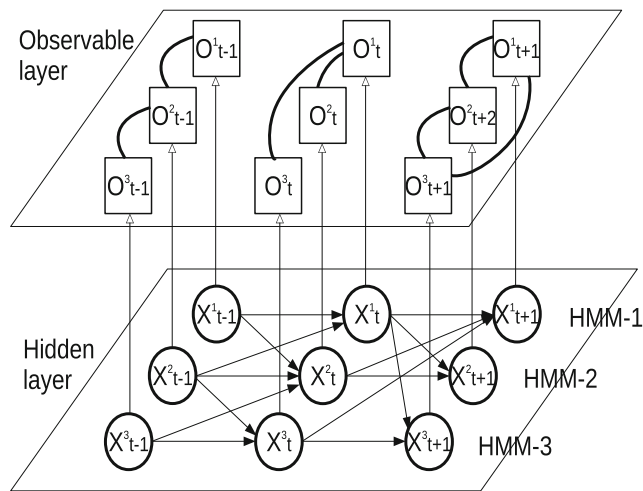 Observable
layer
O¹t-1
O¹t
O¹t+1
O²t-1
O²t
O²t+2
O³t-1
O³t
O³t+1
Hidden
layer
X¹t-1
X¹t
X¹t+1
HMM-1
X²t-1
X²t
X²t+1
HMM-2
X³t-1
X³t
X³t+1
HMM-3